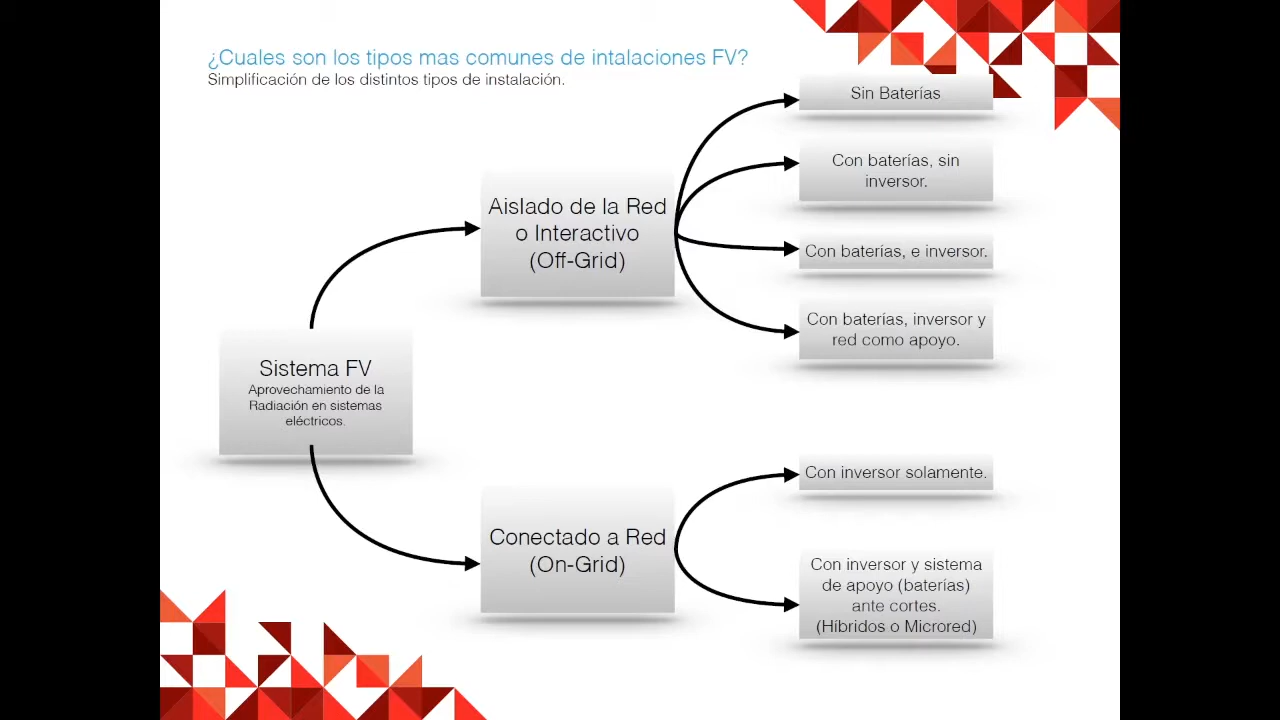 ¿Cuales son los tipos mas comunes de intalaciones FV?
Simplificación de los distintos tipos de instalación.
Sin Baterías
Con baterías, sin
inversor.
Aislado de la Red
o Interactivo
(Off-Grid)
Con baterías, e inversor.
Con baterías, inversor y
red como apoyo.
Sistema FV
Aprovechamiento de la
Radiación en sistemas
eléctricos.
Con inversor solamente.
Conectado a Red
(On-Grid)
Con inversor y sistema
de apoyo (baterías)
ante cortes.
(Híbridos o Microred)